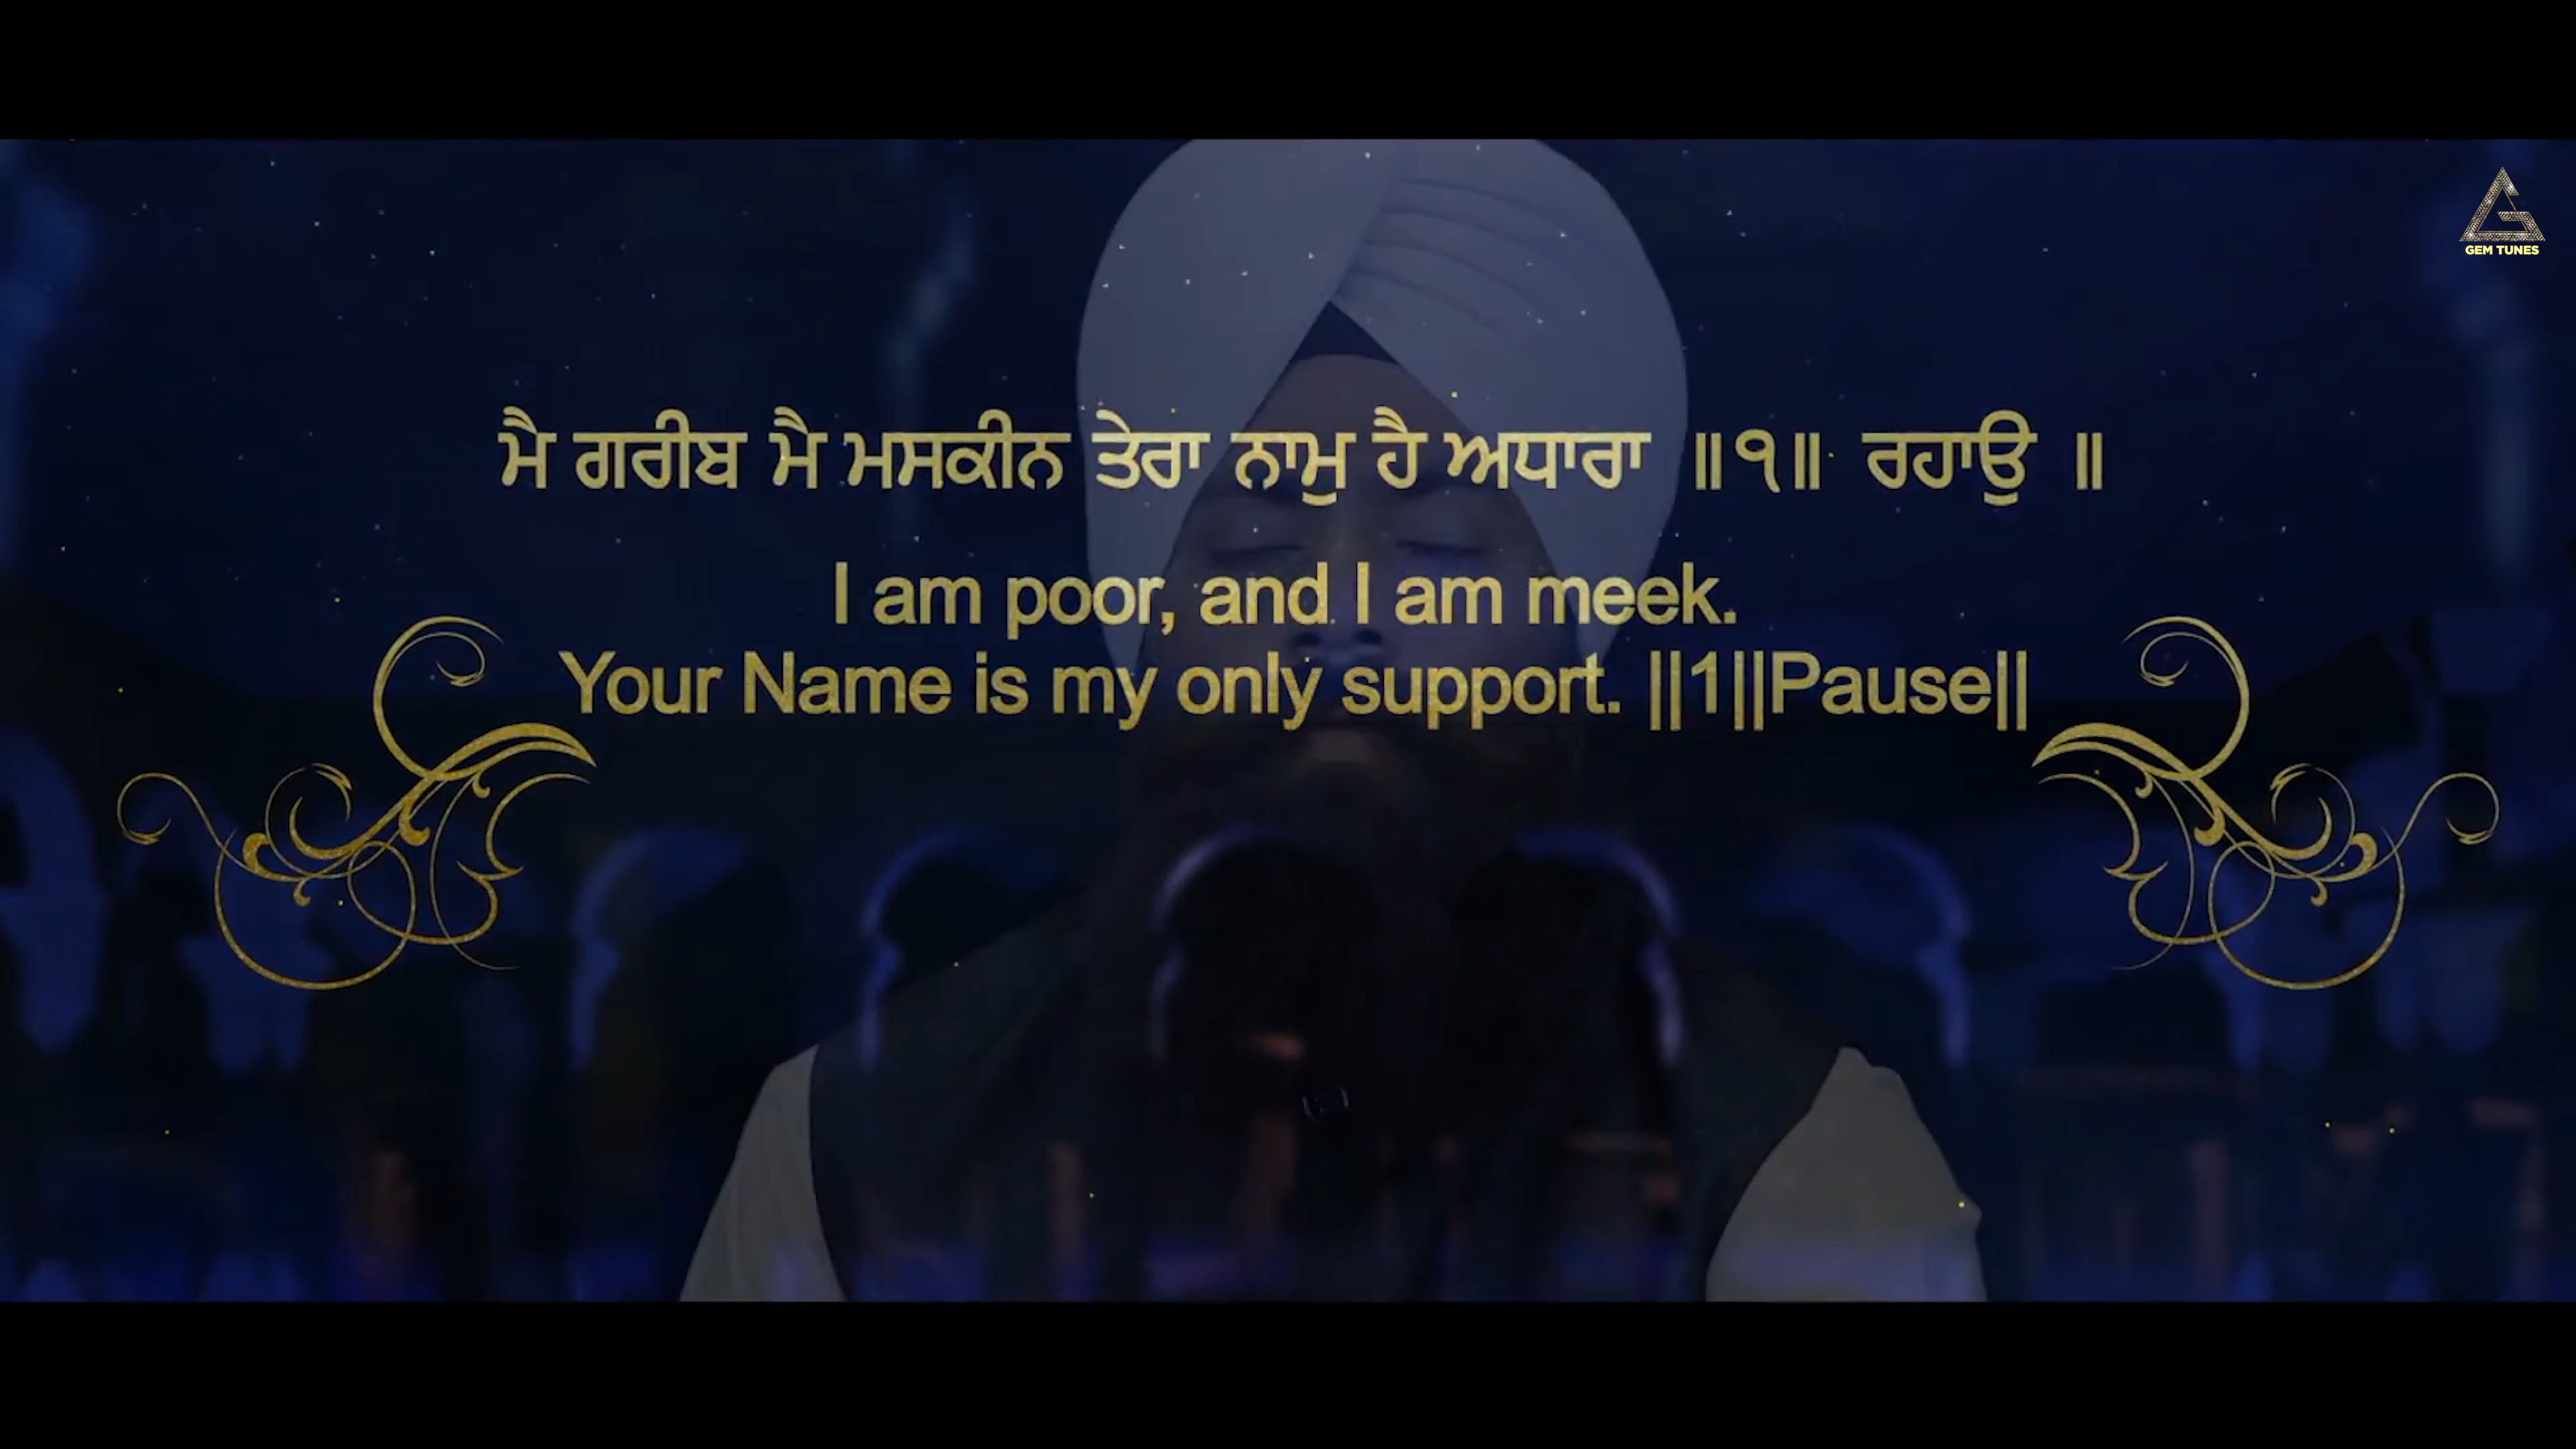 GEM TUNES
ਮੈ ਗਰੀਬ ਮੈ ਮਸਕੀਨ ਤੇਰਾ ਨਾਮੁ ਹੈ ਅਧਾਰਾ ॥੧॥ ਰਹਾਉ ॥
I am poor, and I am meek.
Your Name is my only support. ||1||Pause||